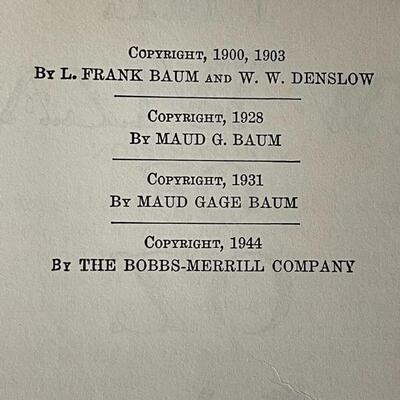 Copyright, 1900, 1903
By L. FRANK BAUM AND W. W. DENSLOW
Copyright, 1928
By MAUD G. BAUM
Copyright, 1931
By MAUD GAGE BAUM
Copyright, 1944
By THE BOBBS-MERRILL COMPANY